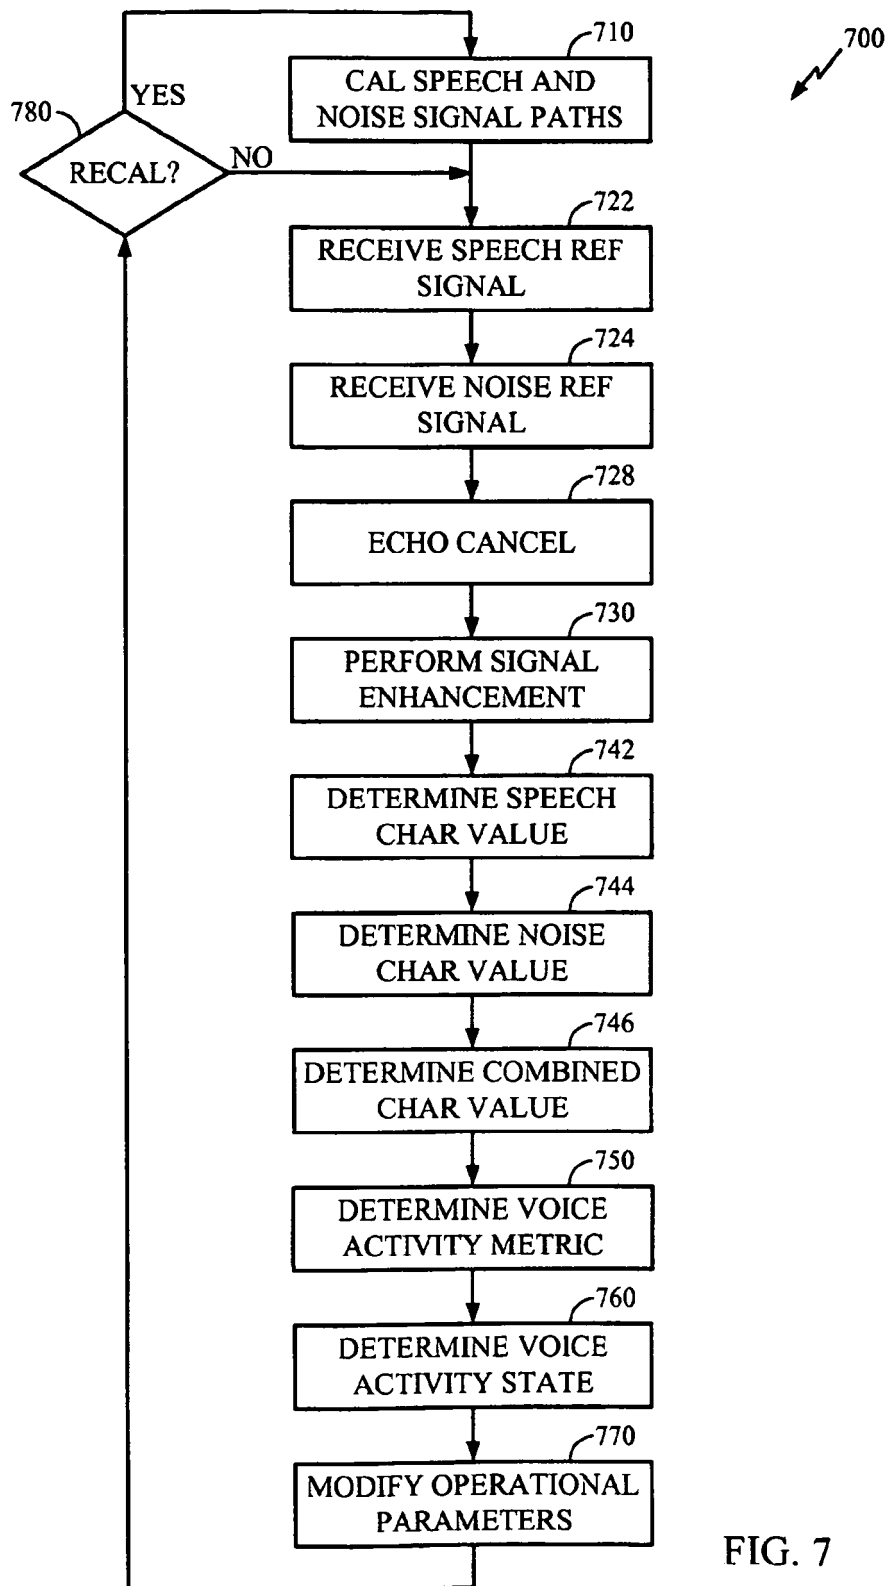 700
710
CAL SPEECH AND
NOISE SIGNAL PATHS
780
YES
RECAL?
NO
722
RECEIVE SPEECH REF
SIGNAL
724
RECEIVE NOISE REF
SIGNAL
728
ECHO CANCEL
730
PERFORM SIGNAL
ENHANCEMENT
742
DETERMINE SPEECH
CHAR VALUE
744
DETERMINE NOISE
CHAR VALUE
746
DETERMINE COMBINED
CHAR VALUE
750
DETERMINE VOICE
ACTIVITY METRIC
760
DETERMINE VOICE
ACTIVITY STATE
770
MODIFY OPERATIONAL
PARAMETERS
FIG. 7